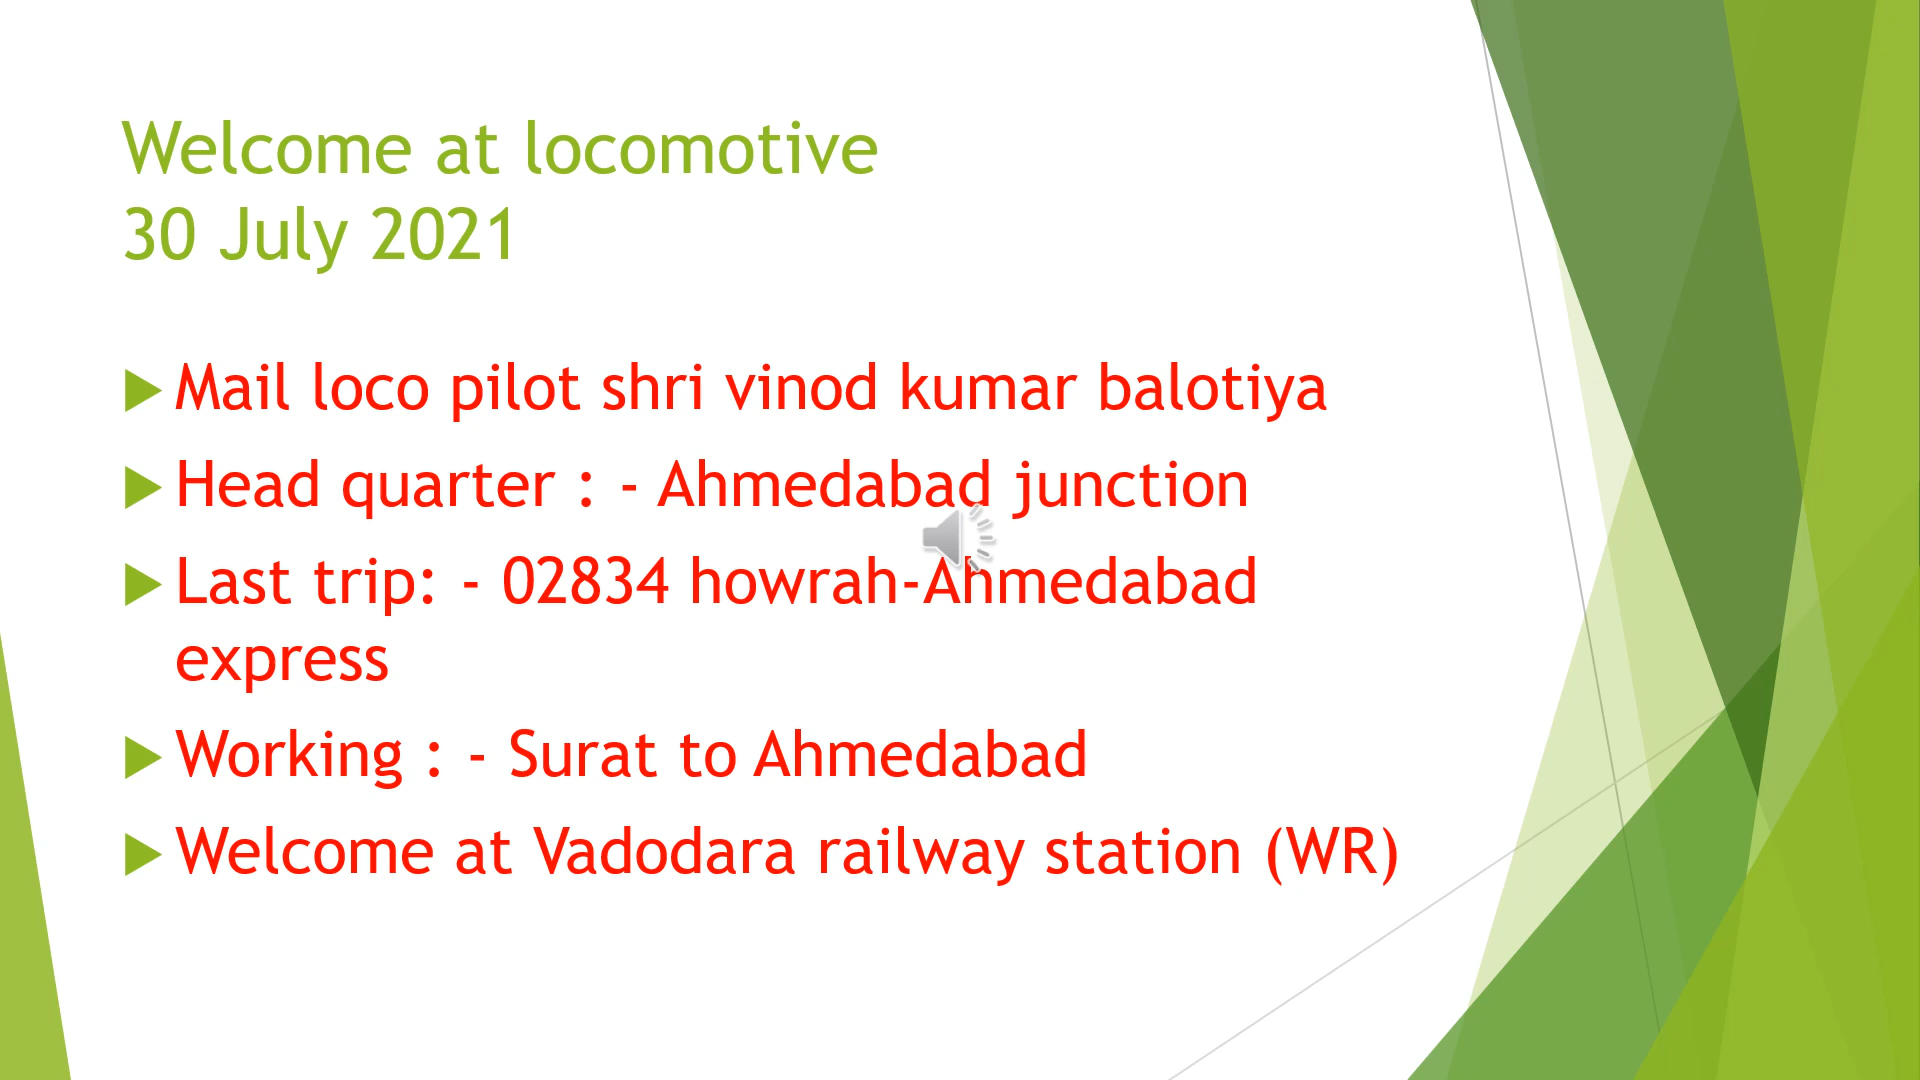 Welcome at locomotive
30 July 2021
Mail loco pilot shri vinod kumar balotiya
Head quarter : - Ahmedabad junction
Last trip: - 02834 howrah-Ahmedabad
express
Working : - Surat to Ahmedabad
Welcome at Vadodara railway station (WR)